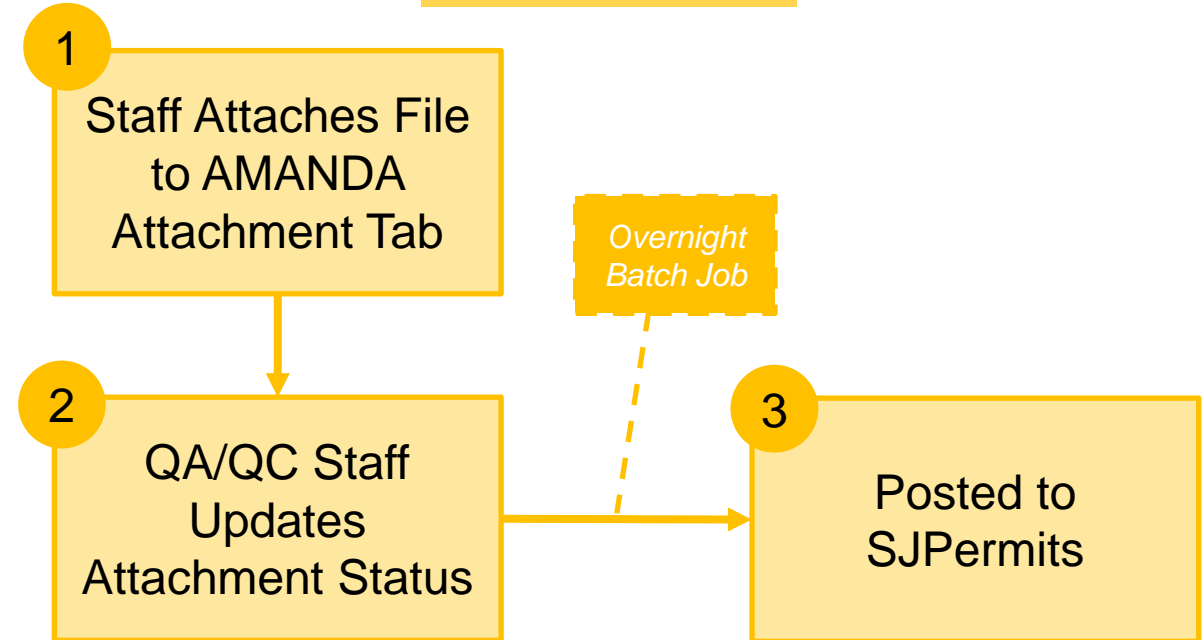 1
Staff Attaches File
to AMANDA
Attachment Tab
Overnight
Batch Job
2
QA/QC Staff
Updates
Attachment Status
3
Posted to
SJPermits